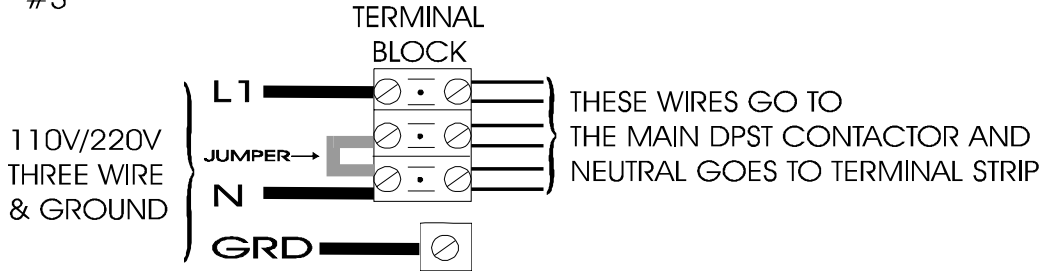 #3
TERMINAL
BLOCK
L1
110V/220V
THREE WIRE
& GROUND
JUMPER
N
GRD
THESE WIRES GO TO
THE MAIN DPST CONTACTOR AND
NEUTRAL GOES TO TERMINAL STRIP